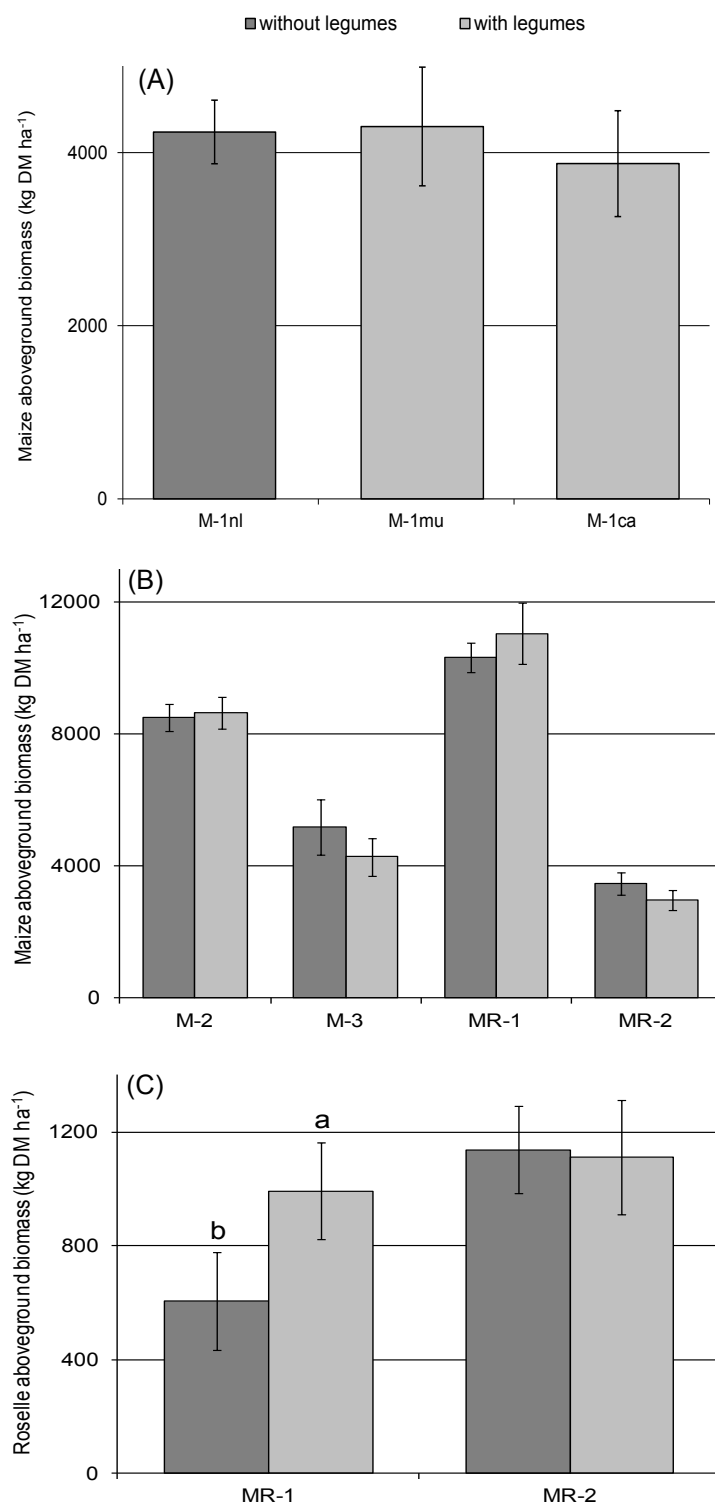 without legumes with legumes
(A)
Maize aboveground biomass (kg DM ha⁻¹)
4000
2000
0
M-1nl M-1mu M-1ca
(B)
Maize aboveground biomass (kg DM ha⁻¹)
12000
8000
4000
0
M-2 M-3 MR-1 MR-2
(C)
Roselle aboveground biomass (kg DM ha⁻¹)
1200
800
400
0
b
a
MR-1 MR-2